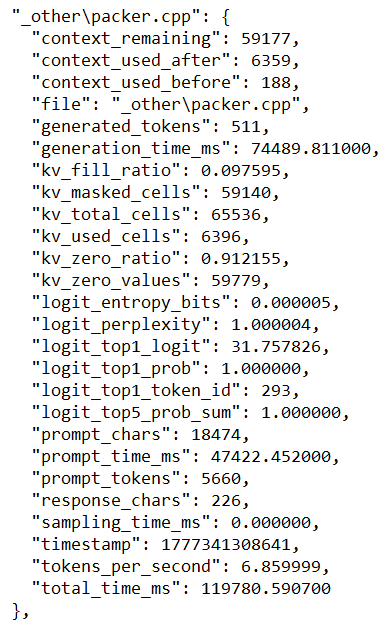 "_other\packer.cpp": {
"context_remaining": 59177,
"context_used_after": 6359,
"context_used_before": 188,
"file": "_other\packer.cpp",
"generated_tokens": 511,
"generation_time_ms": 74489.811000,
"kv_fill_ratio": 0.097595,
"kv_masked_cells": 59140,
"kv_total_cells": 65536,
"kv_used_cells": 6396,
"kv_zero_ratio": 0.912155,
"kv_zero_values": 59779,
"logit_entropy_bits": 0.000005,
"logit_perplexity": 1.000004,
"logit_top1_logit": 31.757826,
"logit_top1_prob": 1.000000,
"logit_top1_token_id": 293,
"logit_top5_prob_sum": 1.000000,
"prompt_chars": 18474,
"prompt_time_ms": 47422.452000,
"prompt_tokens": 5660,
"response_chars": 226,
"sampling_time_ms": 0.000000,
"timestamp": 1777341308641,
"tokens_per_second": 6.859999,
"total_time_ms": 119780.590700
},